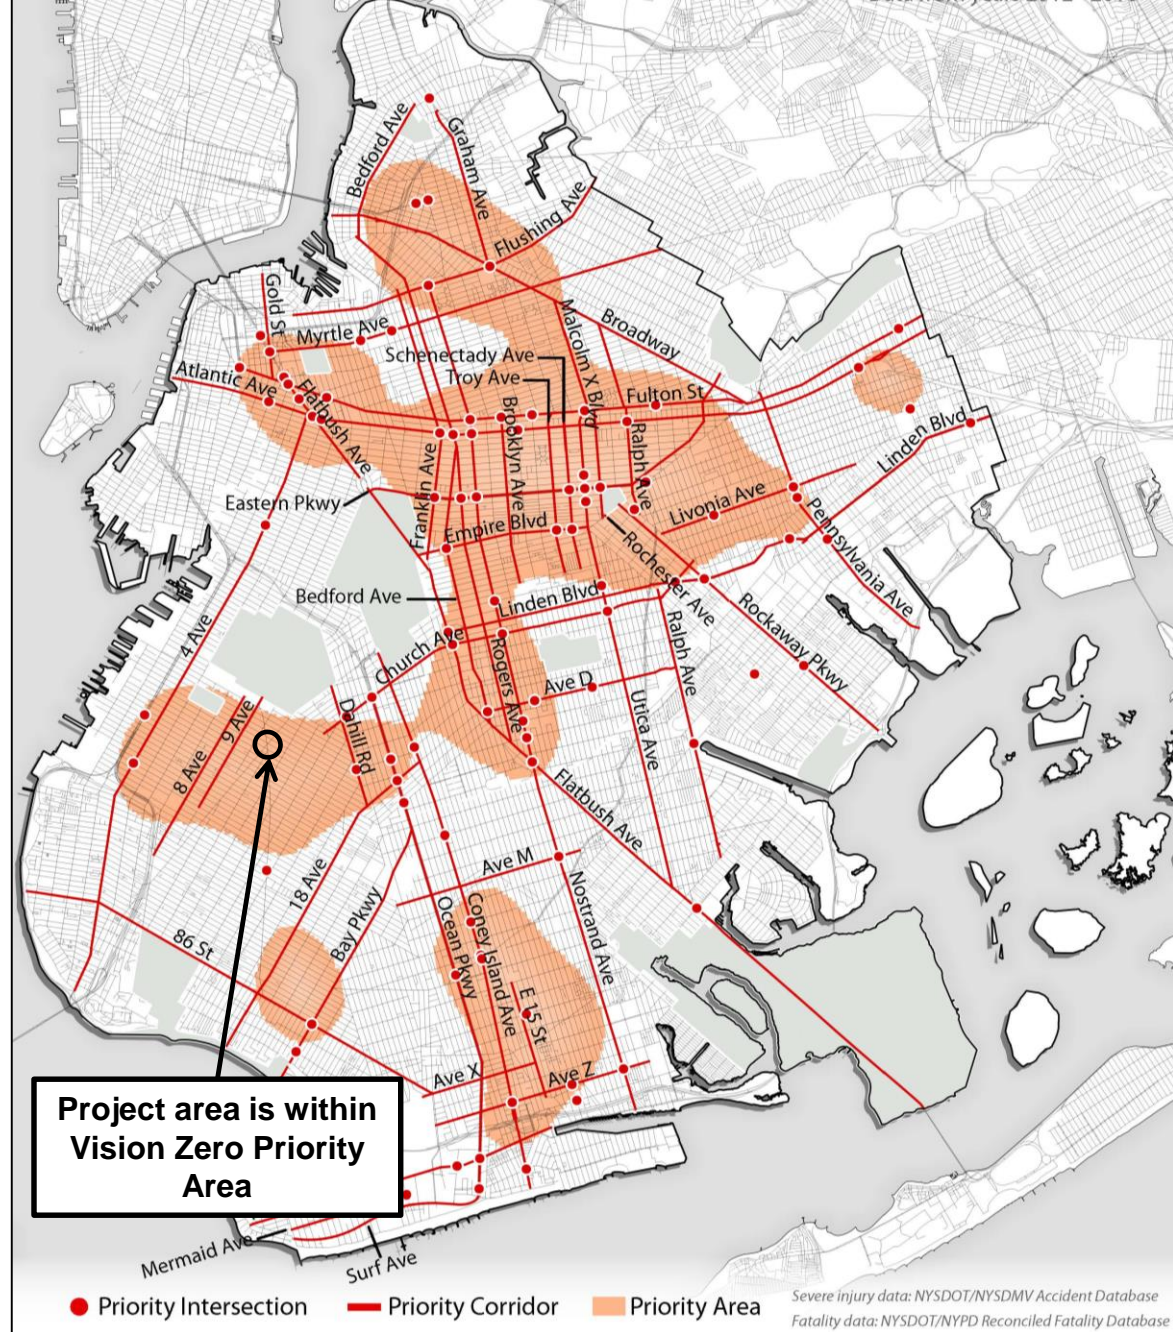 Bedford Ave
Graham Ave
Flushing Ave
Gold St
Myrtle Ave
Malcolm X Blvd
Broadway
Schenectady Ave
Troy Ave
Atlantic Ave
Flatbush Ave
Fulton St
Brooklyn Ave
Ralph Ave
Linden Blvd
Franklin Ave
Eastern Pkwy
Livonia Ave
Empire Blvd
Pennsylvania Ave
Rochester Ave
Bedford Ave
Linden Blvd
Rockaway Pkwy
4 Ave
Church Ave
Rogers Ave
Ralph Ave
Ave D
Utica Ave
9 Ave
Dahill Rd
8 Ave
Flatbush Ave
Ave M
18 Ave
Bay Pkwy
Nostrand Ave
Ocean Pkwy
Coney Island Ave
86 St
E 15 St
Ave X
Ave Z
Project area is within
Vision Zero Priority
Area
Mermaid Ave
Surf Ave
Priority Intersection
Priority Corridor
Priority Area
Severe injury data: NYSDOT/NYSDMV Accident Database
Fatality data: NYSDOT/NYPD Reconciled Fatality Database